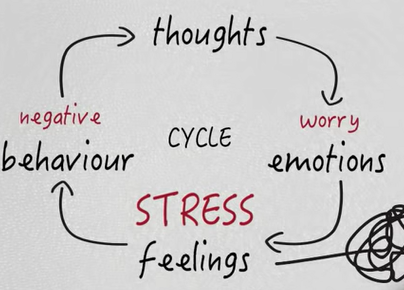 thoughts
negative
worry
behaviour
CYCLE
emotions
STRESS
feelings